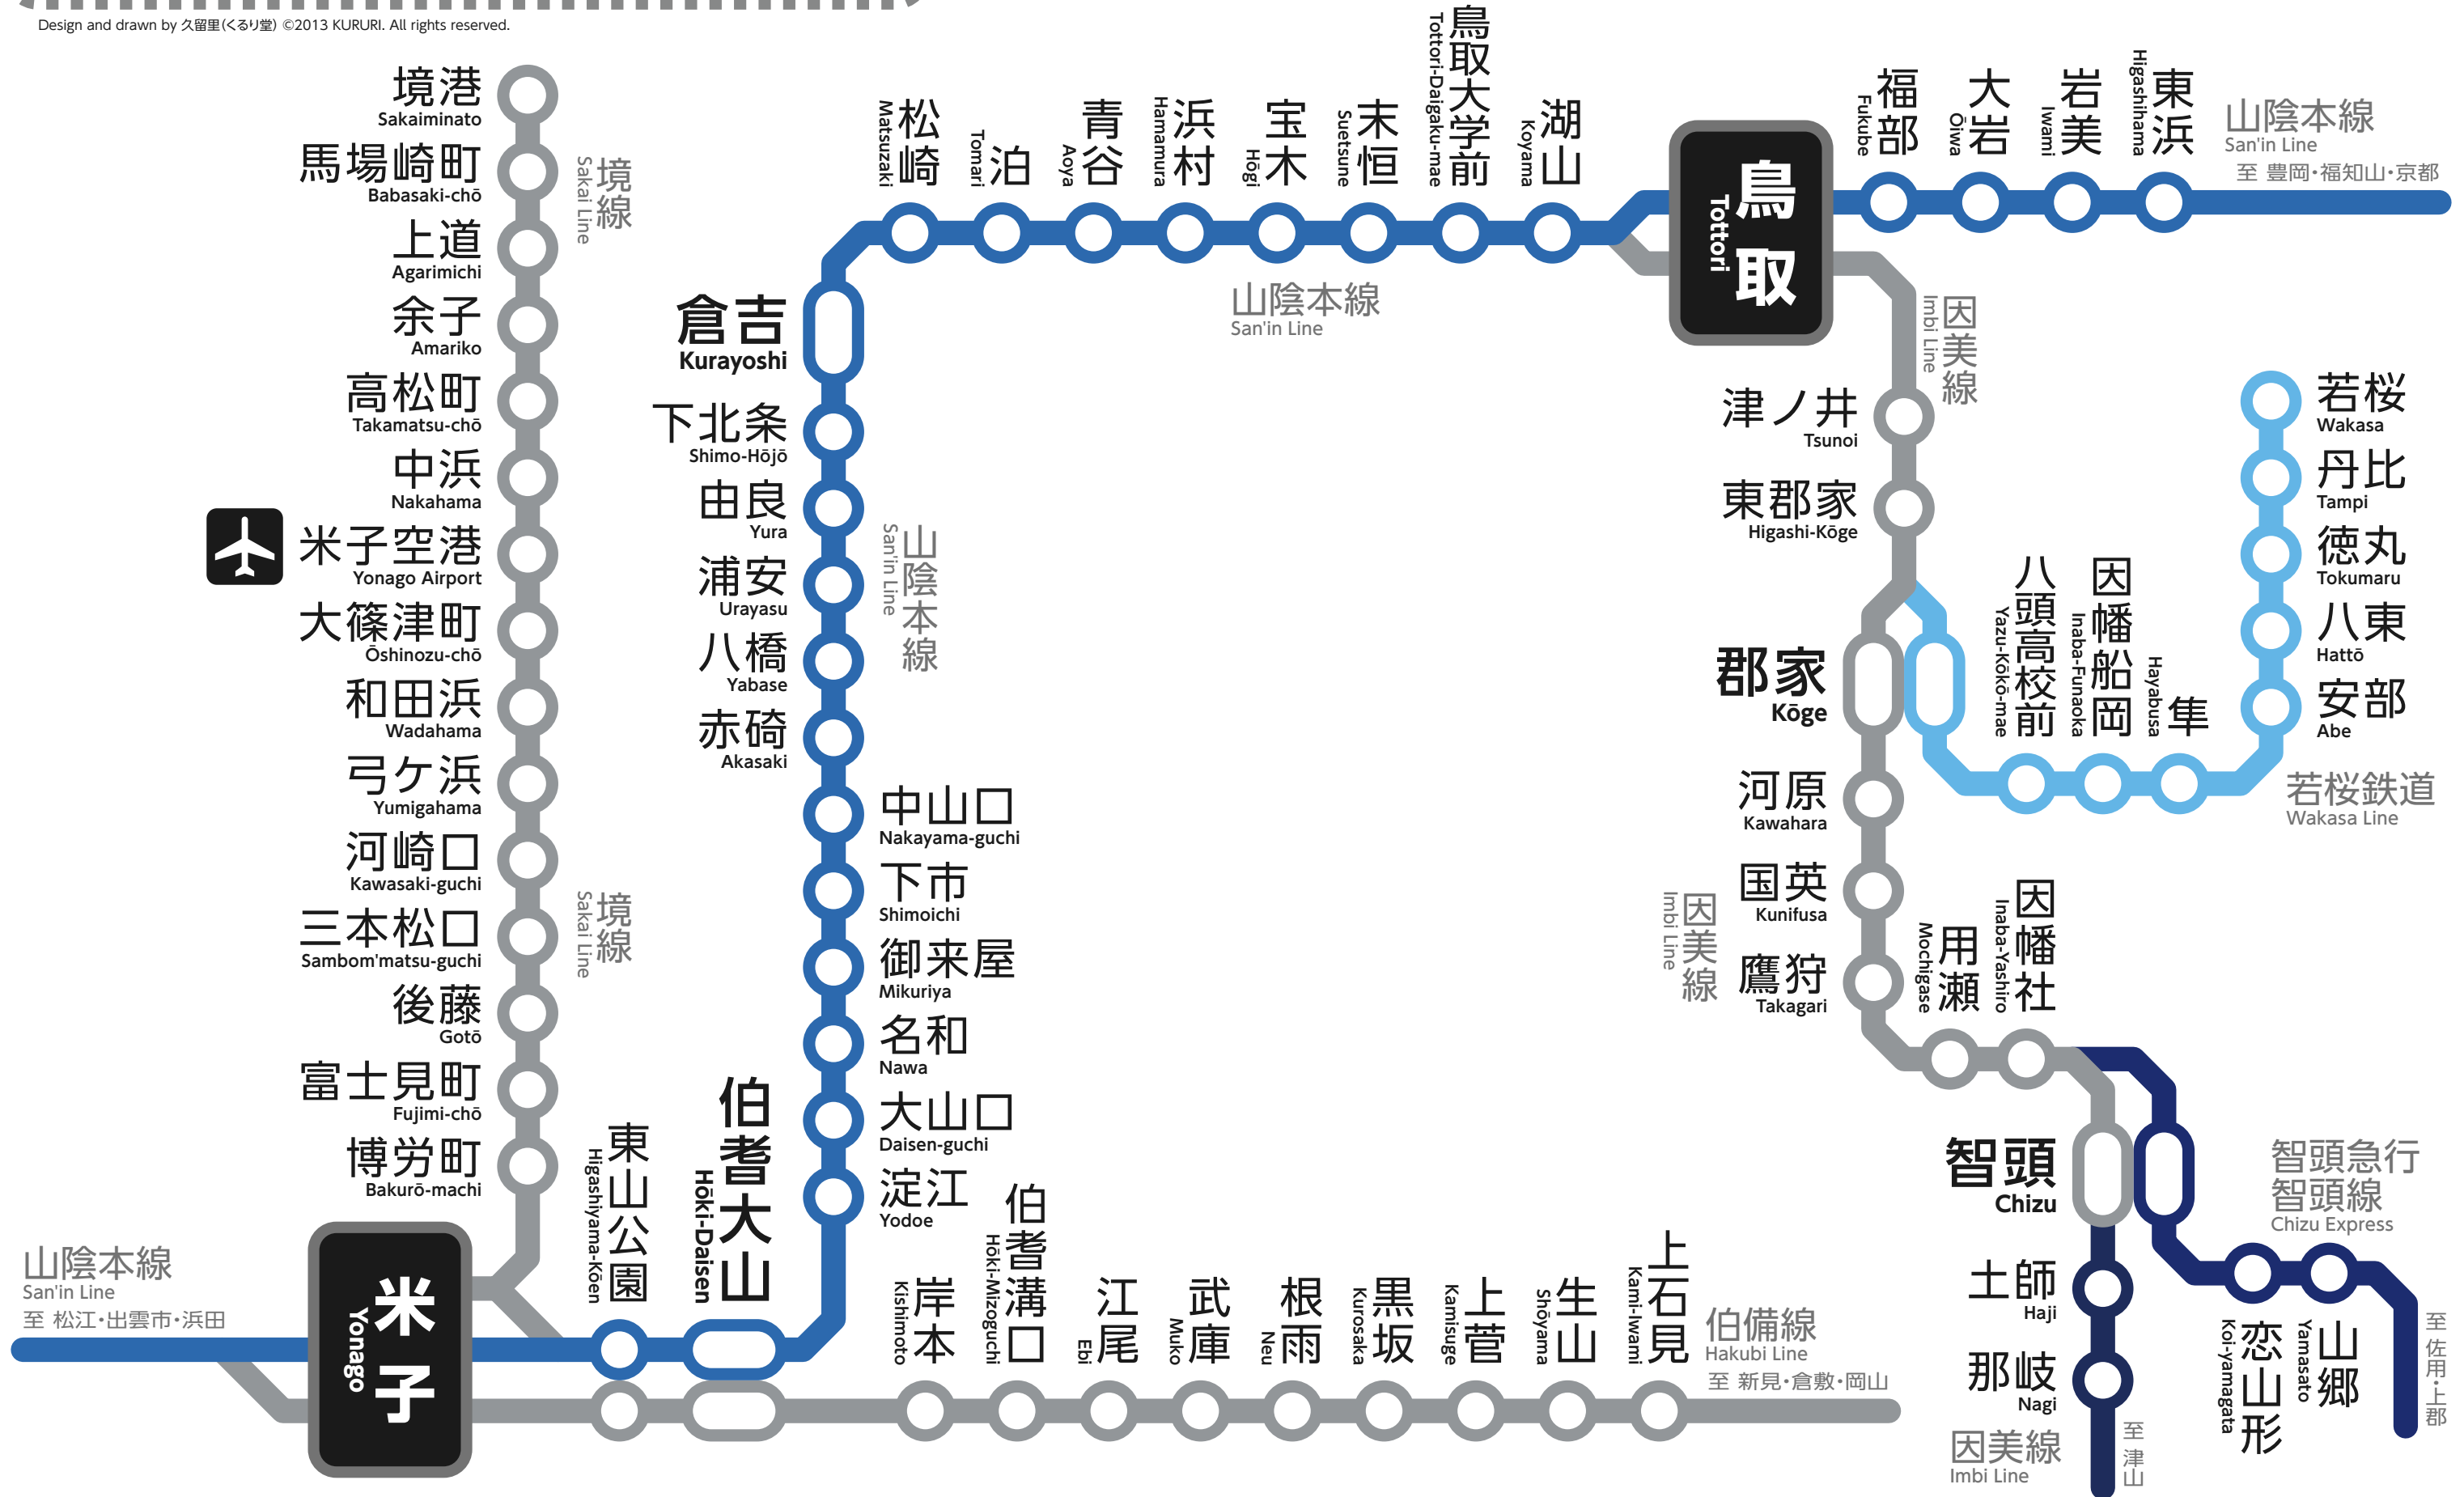 Design and drawn by 久留里(くるり堂) ©2013 KURURI. All rights reserved.
境港
Sakaiminato
馬場崎町
Babasaki-chō
上道
Agarimichi
余子
Amariko
高松町
Takamatsu-chō
中浜
Nakahama
米子空港
Yonago Airport
大篠津町
Ōshinozu-chō
和田浜
Wadahama
弓ケ浜
Yumigahama
河崎口
Kawasaki-guchi
三本松口
Sambom'matsu-guchi
後藤
Gotō
富士見町
Fujimi-chō
博労町
Bakurō-machi
境線
Sakai Line
境線
Sakai Line
山陰本線
San'in Line
至 松江・出雲市・浜田
米子
Yonago
東山公園
Higashiyama-Kōen
伯耆大山
Hōki-Daisen
倉吉
Kurayoshi
下北条
Shimo-Hōjō
由良
Yura
浦安
Urayasu
八橋
Yabase
赤碕
Akasaki
山陰本線
San'in Line
中山口
Nakayama-guchi
下市
Shimoichi
御来屋
Mikuriya
名和
Nawa
大山口
Daisen-guchi
淀江
Yodoe
岸本
Kishimoto
伯耆溝口
Hōki-Mizoguchi
江尾
Ebi
武庫
Muko
根雨
Neu
黒坂
Kurosaka
上菅
Kamisuge
生山
Shōyama
上石見
Kami-Iwami
伯備線
Hakubi Line
至 新見・倉敷・岡山
松崎
Matsuzaki
泊
Tomari
青谷
Aoya
浜村
Hamamura
宝木
Hōgi
末恒
Suetsune
鳥取大学前
Tottori-Daigaku-mae
湖山
Koyama
山陰本線
San'in Line
鳥取
Tottori
福部
Fukube
大岩
Ōiwa
岩美
Iwami
東浜
Higashihama
山陰本線
San'in Line
至 豊岡・福知山・京都
因美線
Imbi Line
津ノ井
Tsunoi
東郡家
Higashi-Kōge
郡家
Kōge
八頭高校前
Yazu-Kōkō-mae
因幡船岡
Inaba-Funaoka
隼
Hayabusa
若桜
Wakasa
丹比
Tampi
徳丸
Tokumaru
八東
Hattō
安部
Abe
若桜鉄道
Wakasa Line
河原
Kawahara
国英
Kunifusa
鷹狩
Takagari
因美線
Imbi Line
用瀬
Mochigase
因幡社
Inaba-Yashiro
智頭
Chizu
智頭急行
智頭線
Chizu Express
土師
Haji
那岐
Nagi
因美線
Imbi Line
至 津山
恋山形
Koi-yamagata
山郷
Yamasato
至 佐用・上郡